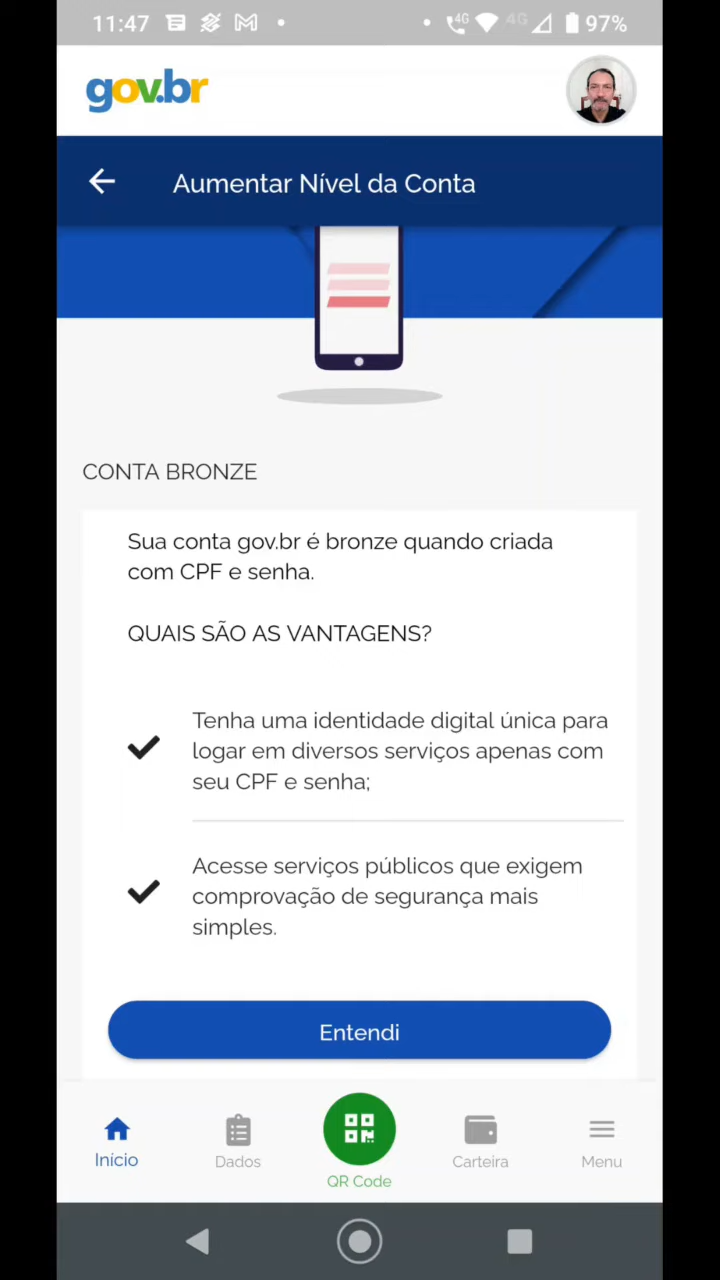 11:47
4G
4G
97%
gov.br
Aumentar Nível da Conta
CONTA BRONZE
Sua conta gov.br é bronze quando criada
com CPF e senha.
QUAIS SÃO AS VANTAGENS?
Tenha uma identidade digital única para
logar em diversos serviços apenas com
seu CPF e senha;
Acesse serviços públicos que exigem
comprovação de segurança mais
simples.
Entendi
Início
Dados
QR Code
Carteira
Menu